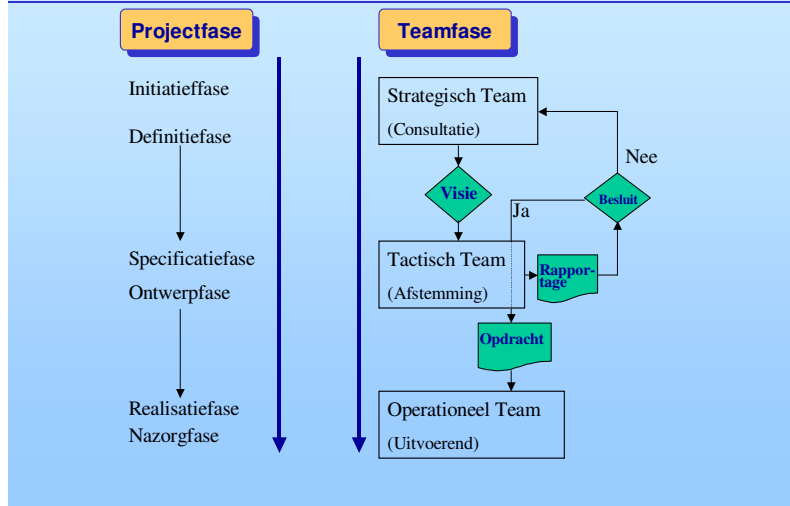 Projectfase
Teamfase
Initiatieffase
Definitiefase
Specificatiefase
Ontwerpfase
Realisatiefase
Nazorgfase
Strategisch Team
(Consultatie)
Nee
Visie
Besluit
Ja
Tactisch Team
(Afstemming)
Rappor-
tage
Opdracht
Operationeel Team
(Uitvoerend)